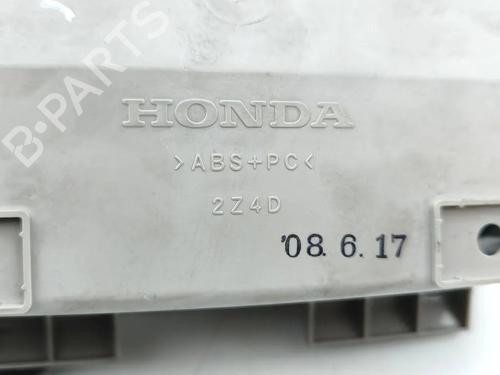 B-PARTS
HONDA
>ABS+PC<
2Z4D
'08. 6. 17